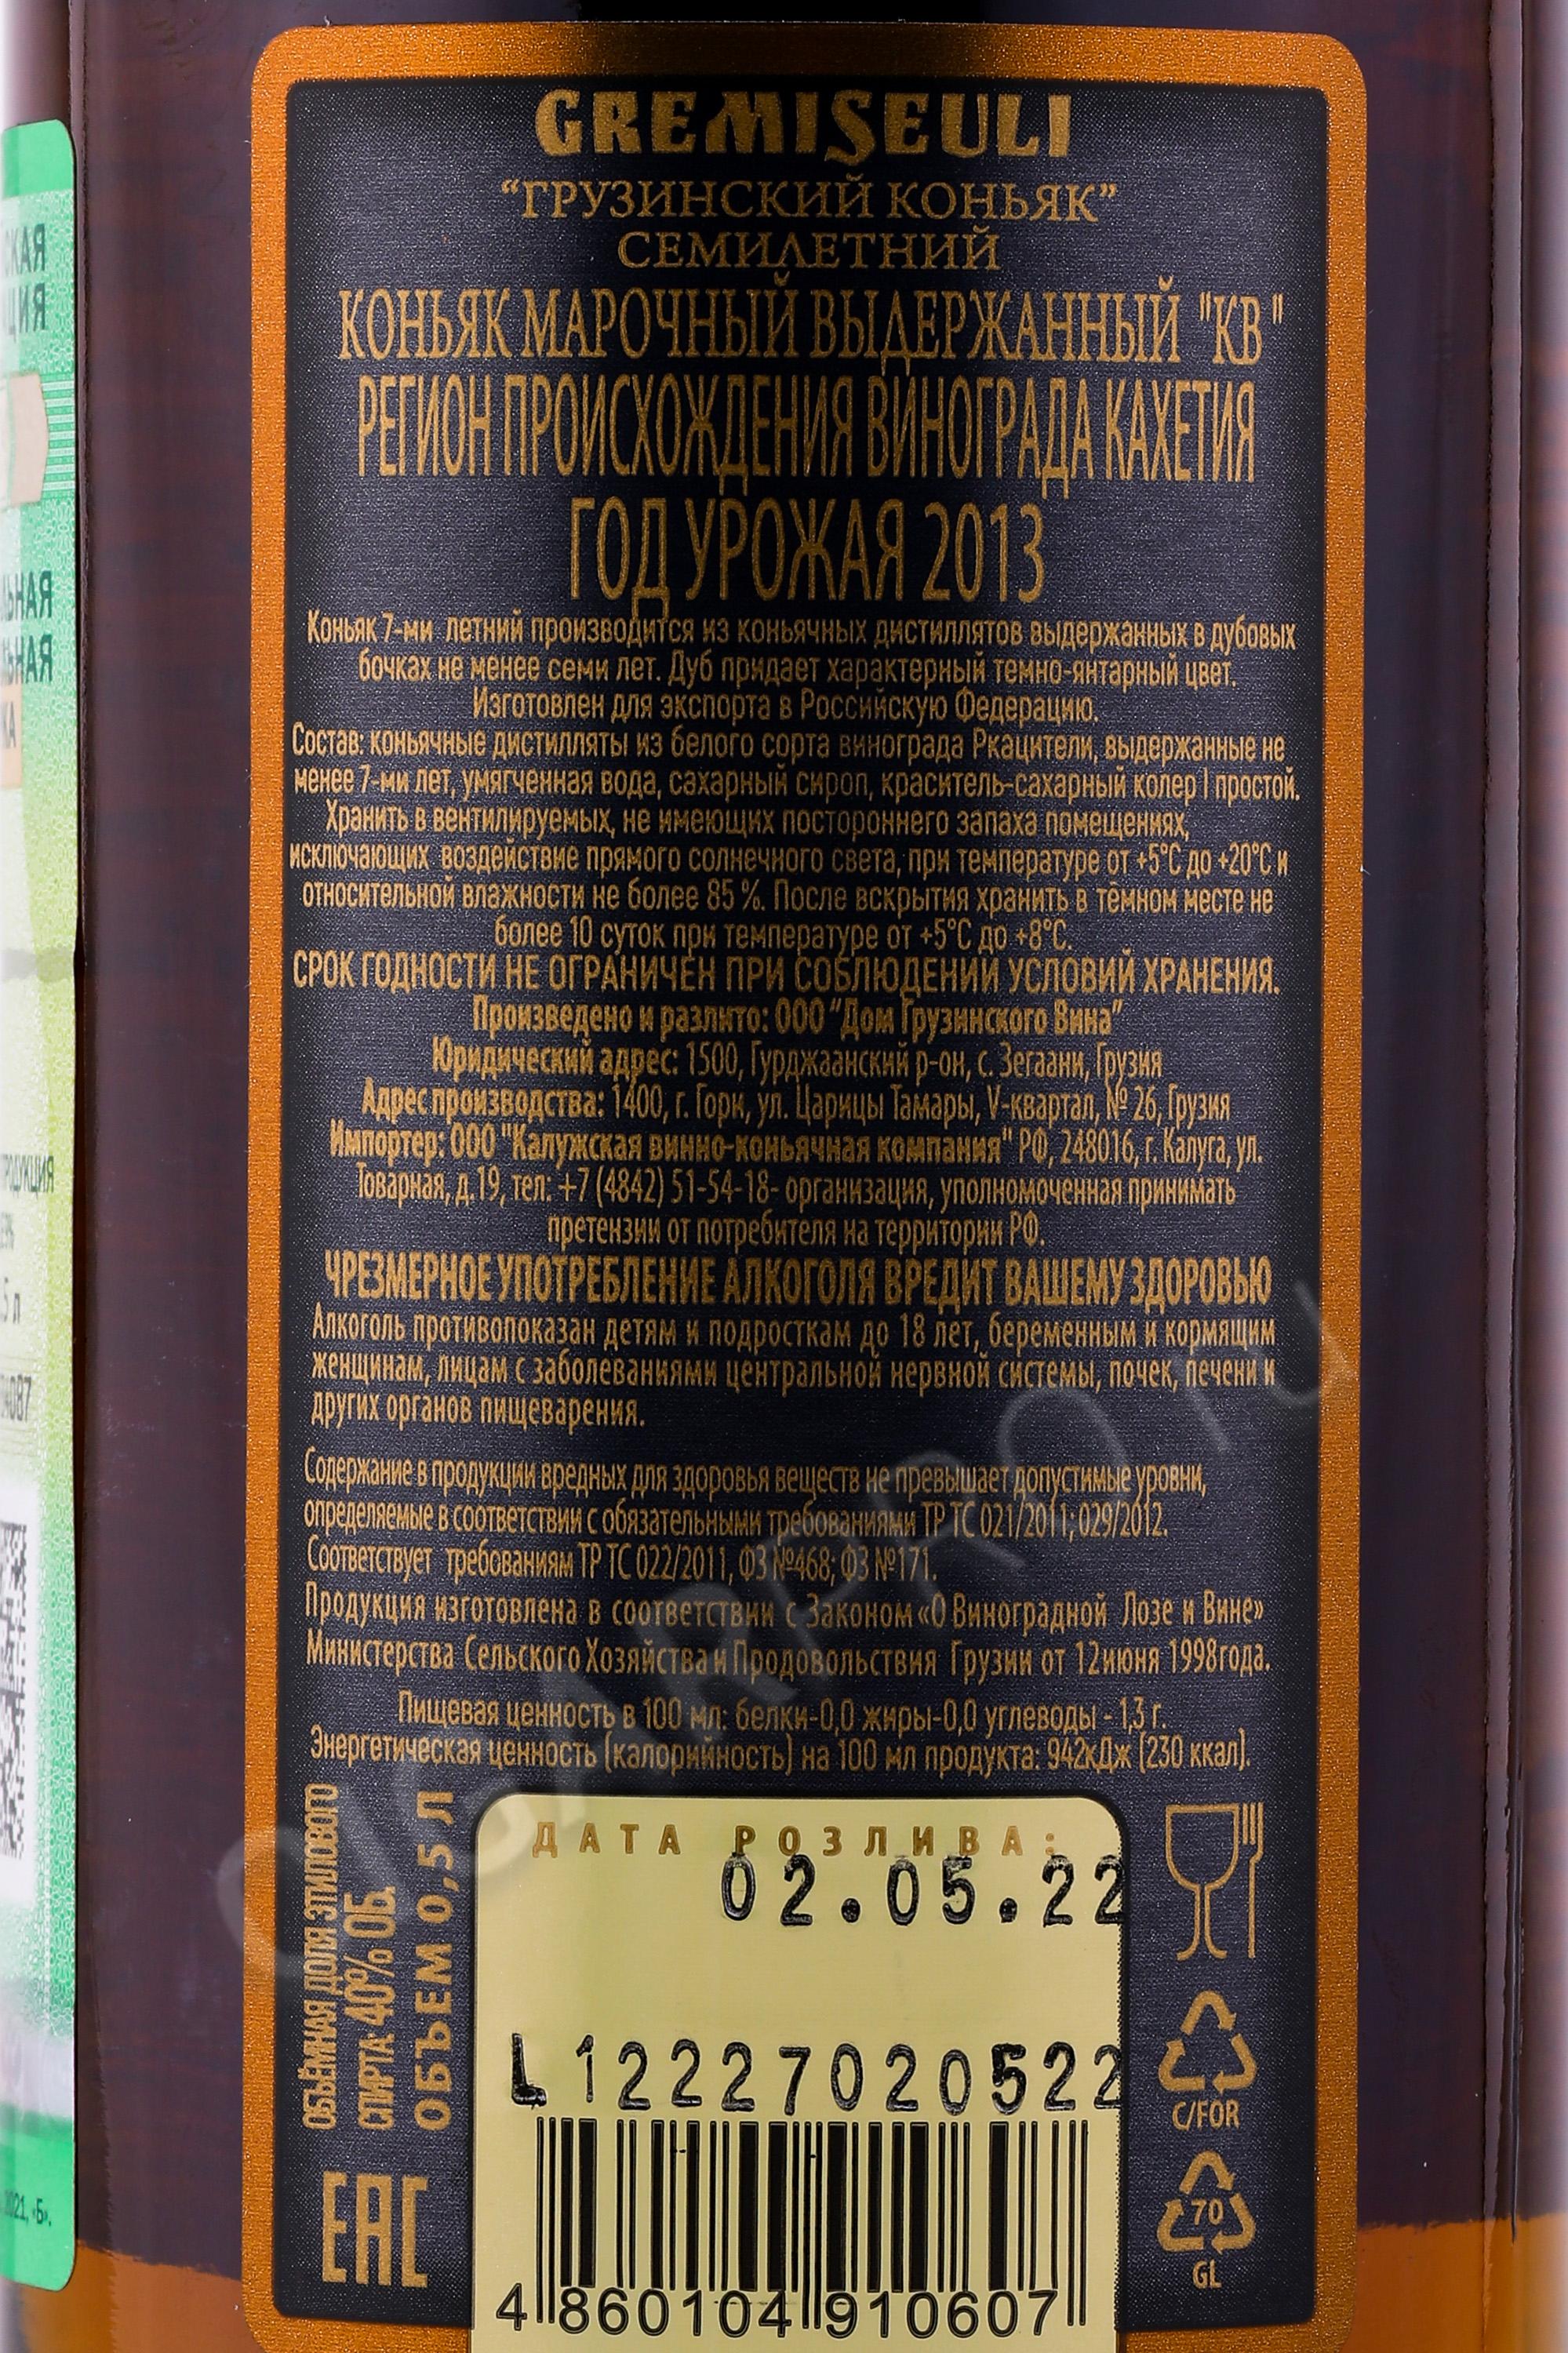 GREMISEULI
“ГРУЗИНСКИЙ КОНЬЯК”
СЕМИЛЕТНИЙ
КОНЬЯК МАРОЧНЫЙ ВЫДЕРЖАННЫЙ "КВ"
РЕГИОН ПРОИСХОЖДЕНИЯ ВИНОГРАДА КАХЕТИЯ
ГОД УРОЖАЯ 2013
Коньяк 7-ми летний производится из коньячных дистиллятов выдержанных в дубовых
бочках не менее семи лет. Дуб придает характерный темно-янтарный цвет.
Изготовлен для экспорта в Российскую Федерацию.
Состав: коньячные дистилляты из белого сорта винограда Ркацители, выдержанные не
менее 7-ми лет, умягченная вода, сахарный сироп, краситель-сахарный колер I простой.
Хранить в вентилируемых, не имеющих постороннего запаха помещениях,
исключающих воздействие прямого солнечного света, при температуре от +5°C до +20°C и
относительной влажности не более 85 %. После вскрытия хранить в тёмном месте не
более 10 суток при температуре от +5°C до +8°C.
СРОК ГОДНОСТИ НЕ ОГРАНИЧЕН ПРИ СОБЛЮДЕНИИ УСЛОВИЙ ХРАНЕНИЯ.
Произведено и разлито: ООО “Дом Грузинского Вина”
Юридический адрес: 1500, Гурджаанский р-он, с. Зегаани, Грузия
Адрес производства: 1400, г. Гори, ул. Царицы Тамары, V-квартал, № 26, Грузия
Импортер: ООО "Калужская винно-коньячная компания" РФ, 248016, г. Калуга, ул.
Товарная, д.19, тел: +7 (4842) 51-54-18- организация, уполномоченная принимать
претензии от потребителя на территории РФ.
ЧРЕЗМЕРНОЕ УПОТРЕБЛЕНИЕ АЛКОГОЛЯ ВРЕДИТ ВАШЕМУ ЗДОРОВЬЮ
Алкоголь противопоказан детям и подросткам до 18 лет, беременным и кормящим
женщинам, лицам с заболеваниями центральной нервной системы, почек, печени и
других органов пищеварения.
Содержание в продукции вредных для здоровья веществ не превышает допустимые уровни,
определяемые в соответствии с обязательными требованиями ТР ТС 021/2011; 029/2012.
Соответствует требованиям ТР ТС 022/2011, ФЗ №468; ФЗ №171.
Продукция изготовлена в соответствии с Законом «О Виноградной Лозе и Вине»
Министерства Сельского Хозяйства и Продовольствия Грузии от 12июня 1998года.
Пищевая ценность в 100 мл: белки-0,0 жиры-0,0 углеводы - 1,3 г.
Энергетическая ценность (калорийность) на 100 мл продукта: 942кДж (230 ккал).
ОБЪЁМНАЯ ДОЛЯ ЭТИЛОВОГО
СПИРТА: 40% ОБ.
ОБЪЕМ 0,5 Л
ДАТА РОЗЛИВА:
02.05.22
L12227020522
4 860104 910607
C/FOR
70
GL
EAC
CIGARPRO.ru
5 л
2021, «Б».